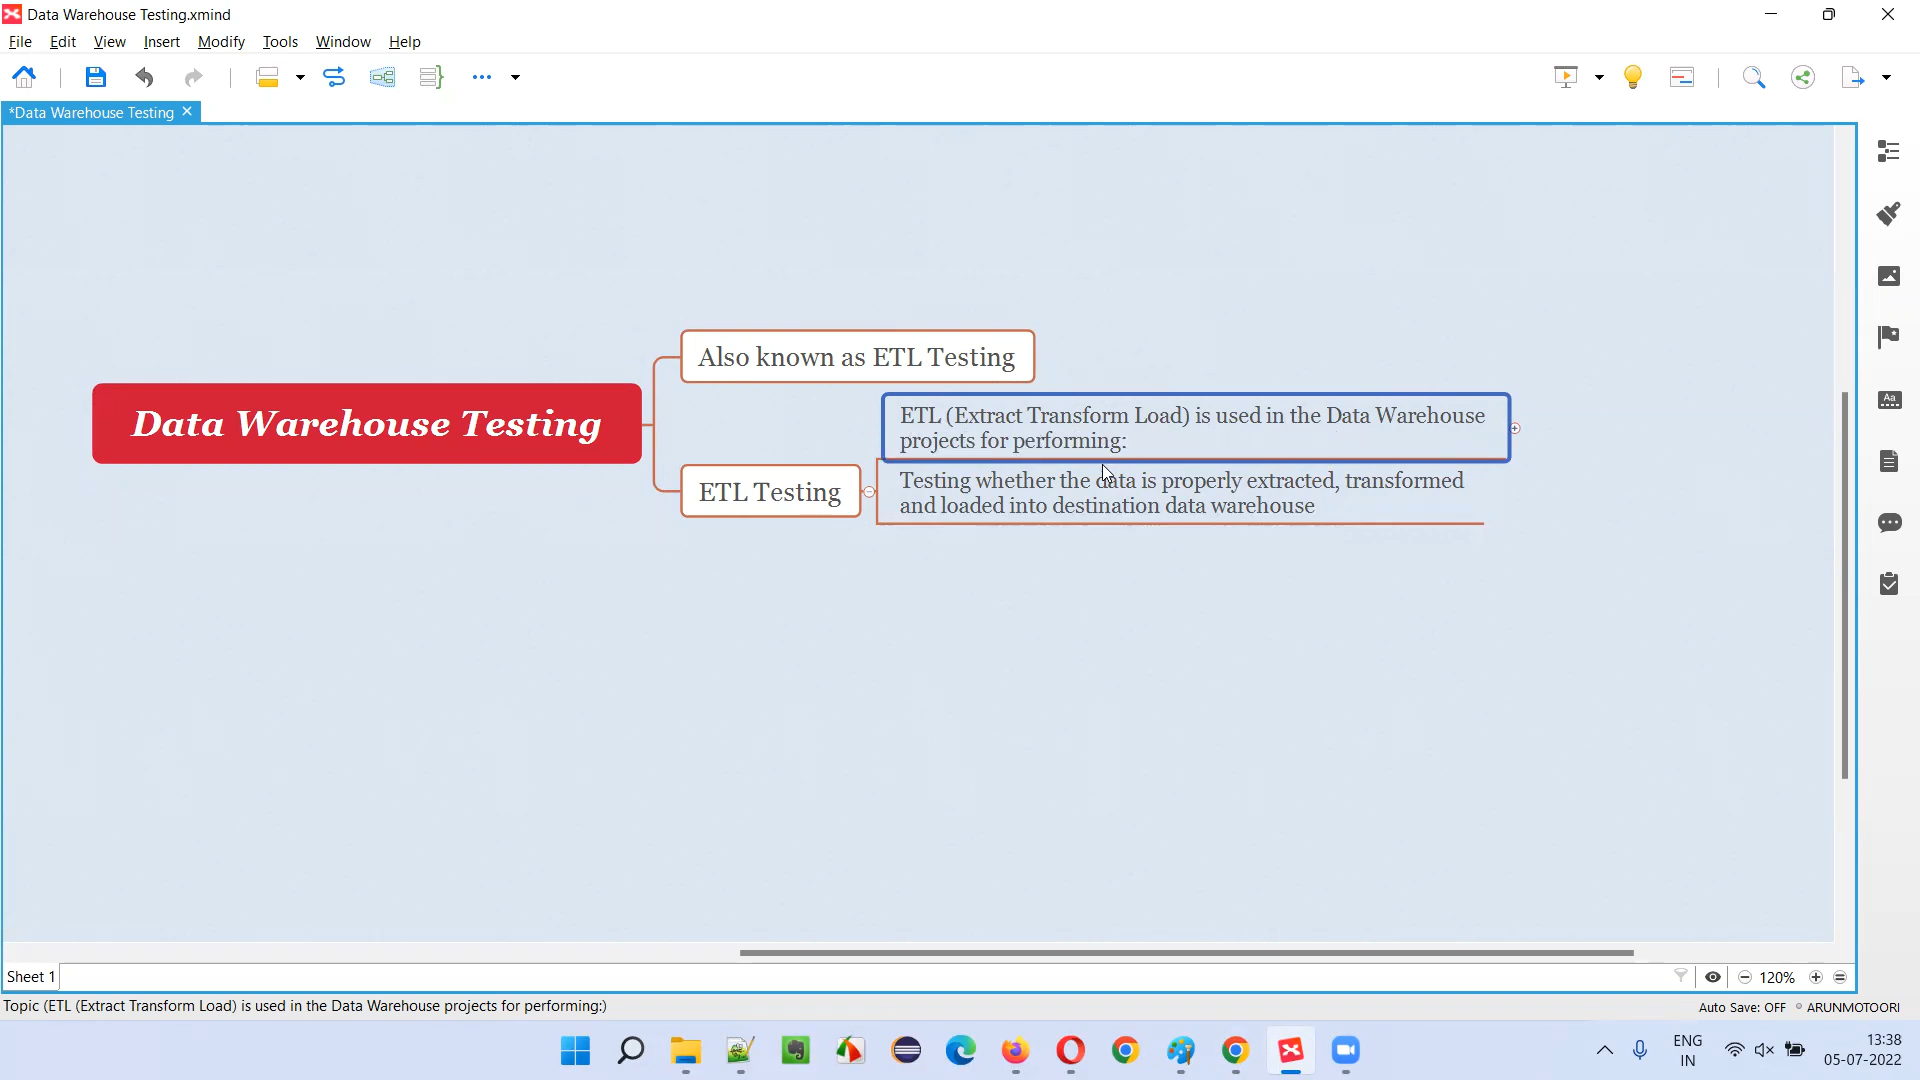 Data Warehouse Testing.xmind
File Edit View Insert Modify Tools Window Help
*Data Warehouse Testing
Also known as ETL Testing
Data Warehouse Testing
ETL (Extract Transform Load) is used in the Data Warehouse
projects for performing:
ETL Testing
Testing whether the data is properly extracted, transformed
and loaded into destination data warehouse
Aa
Sheet 1
120%
Topic (ETL (Extract Transform Load) is used in the Data Warehouse projects for performing:)
Auto Save: OFF ARUNMOTOORI
ENG
IN
13:38
05-07-2022